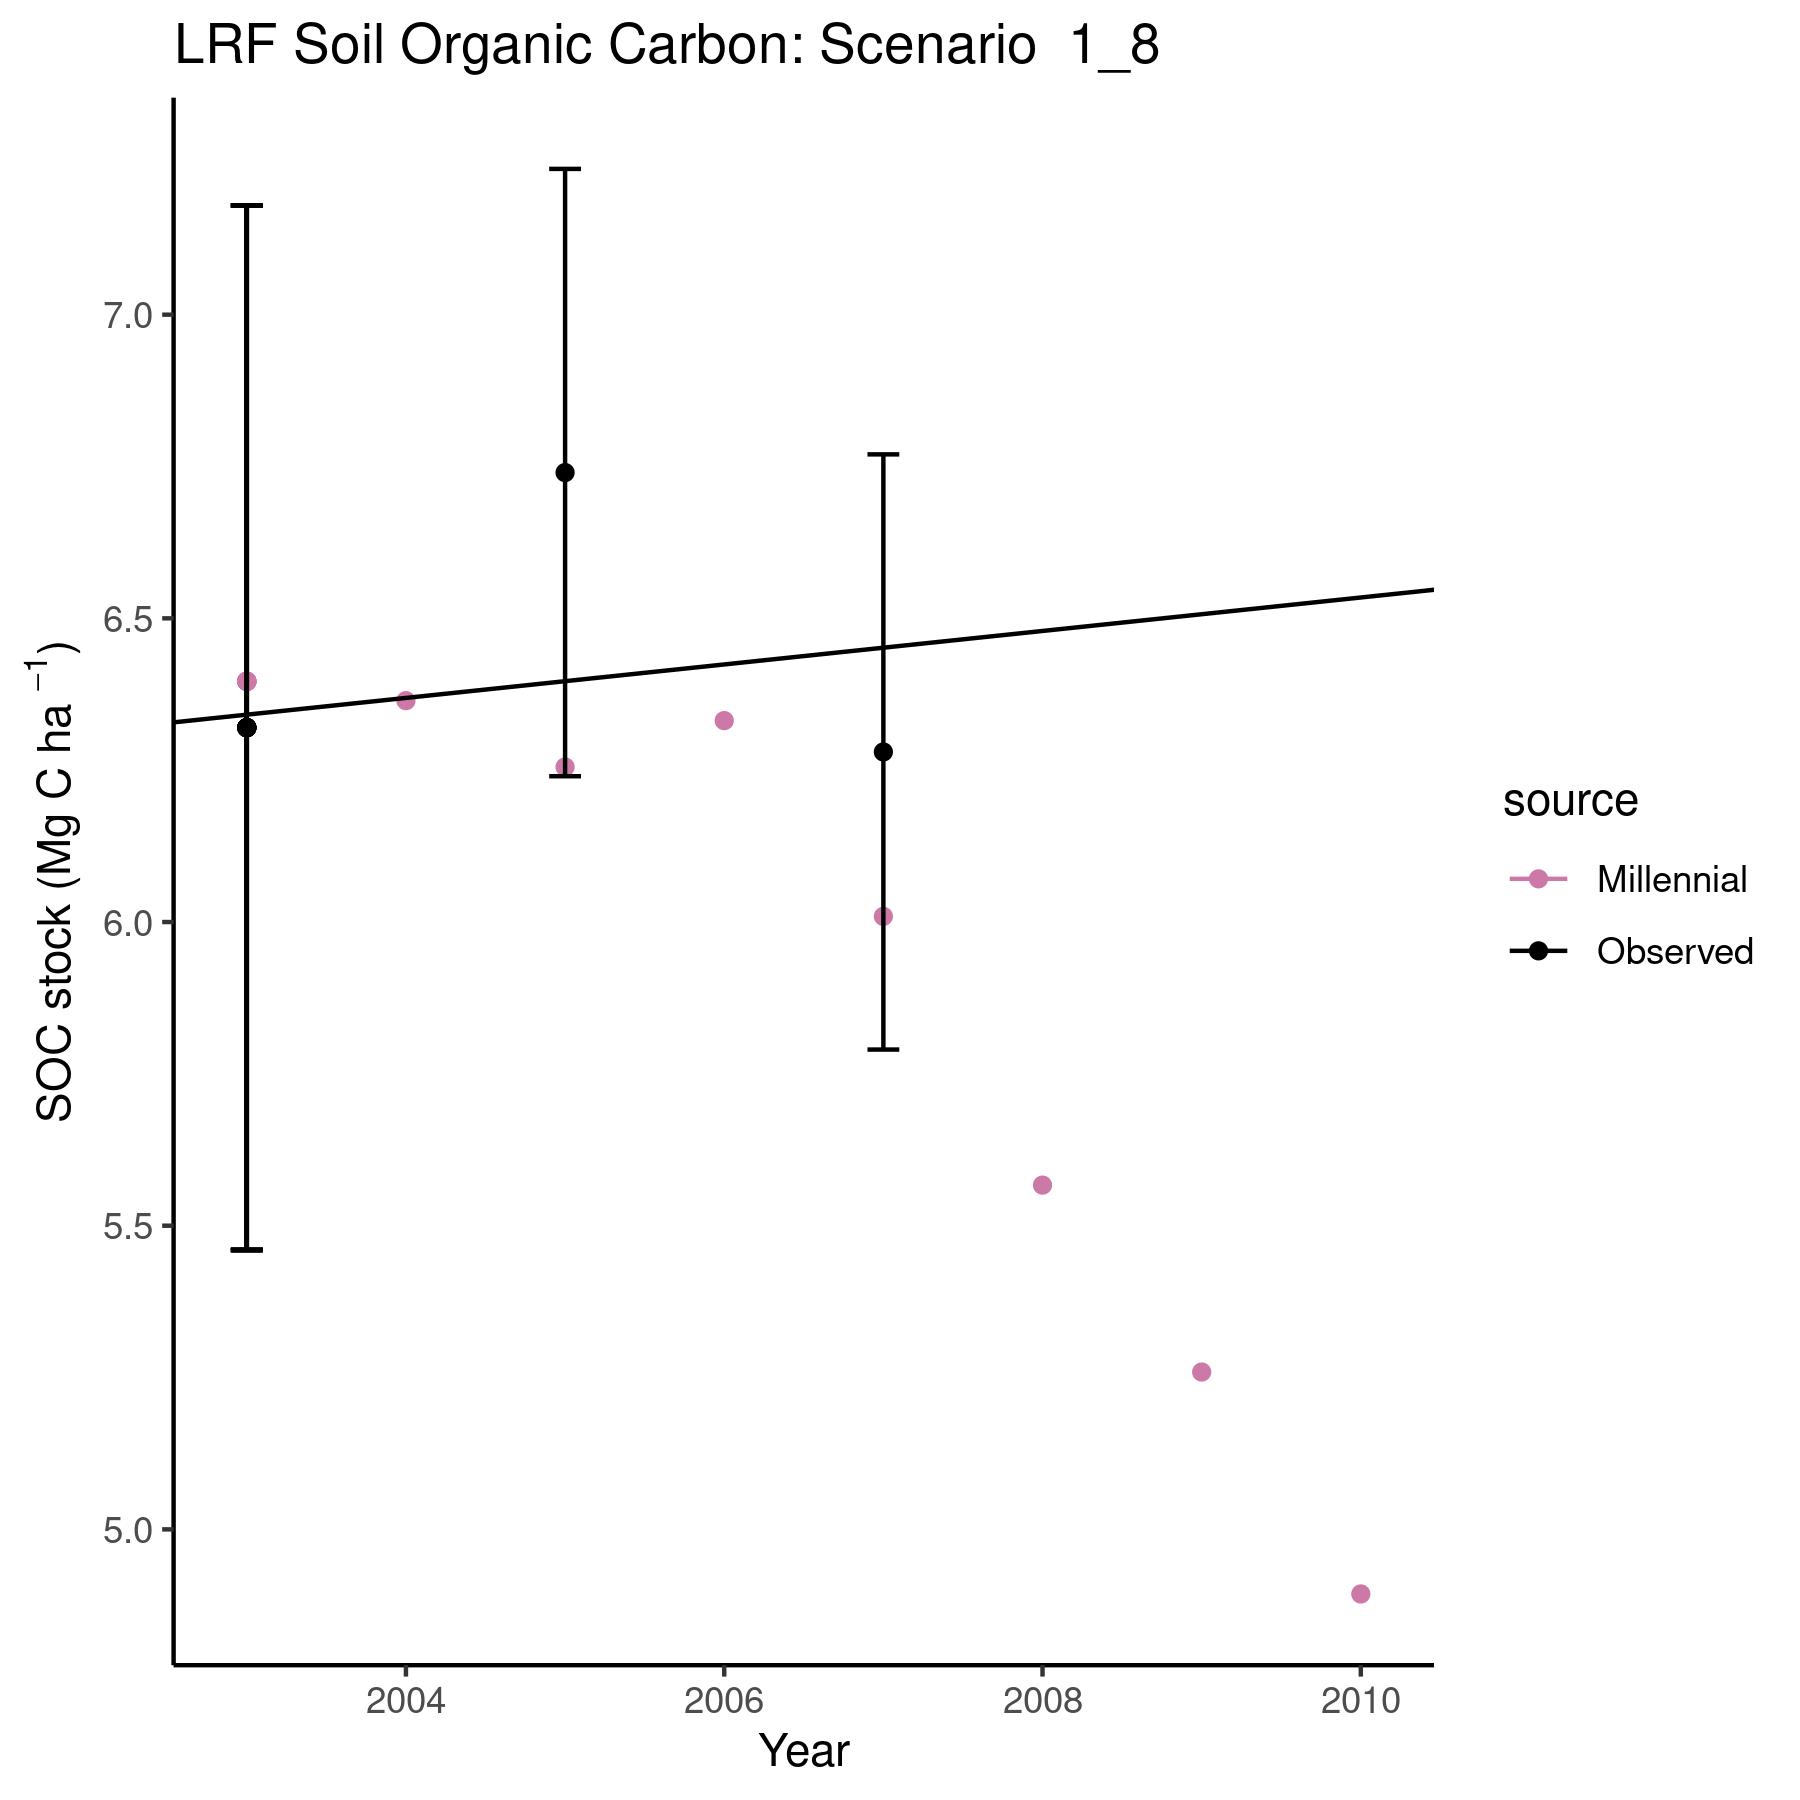 LRF Soil Organic Carbon: Scenario  1_8
SOC stock (Mg C ha ⁻¹)
7.0
6.5
6.0
5.5
5.0
2004 2006 2008 2010
Year
source
Millennial
Observed